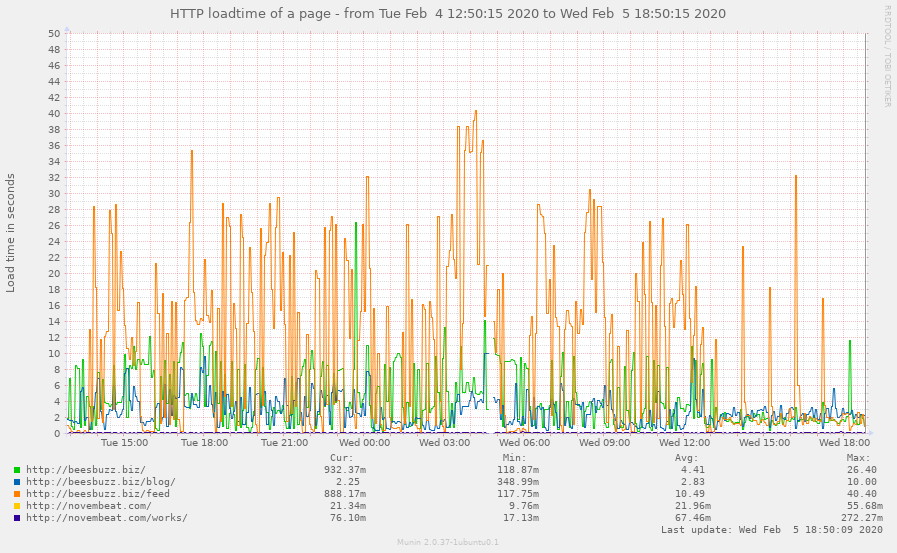 HTTP loadtime of a page - from Tue Feb  4 12:50:15 2020 to Wed Feb  5 18:50:15 2020
RRDTOOL / TOBI OETIKER
Load time in seconds
50
48
46
44
42
40
38
36
34
32
30
28
26
24
22
20
18
16
14
12
10
8
6
4
2
0
Tue 15:00 Tue 18:00 Tue 21:00 Wed 00:00 Wed 03:00 Wed 06:00 Wed 09:00 Wed 12:00 Wed 15:00 Wed 18:00
Cur: Min: Avg: Max:
http://beesbuzz.biz/ 932.37m 118.87m 4.41 26.40
http://beesbuzz.biz/blog/ 2.25 348.99m 2.83 10.00
http://beesbuzz.biz/feed 888.17m 117.75m 10.49 40.40
http://novembeat.com/ 21.34m 9.76m 21.96m 55.68m
http://novembeat.com/works/ 76.10m 17.13m 67.46m 272.27m
Last update: Wed Feb  5 18:50:09 2020
Munin 2.0.37-1ubuntu0.1